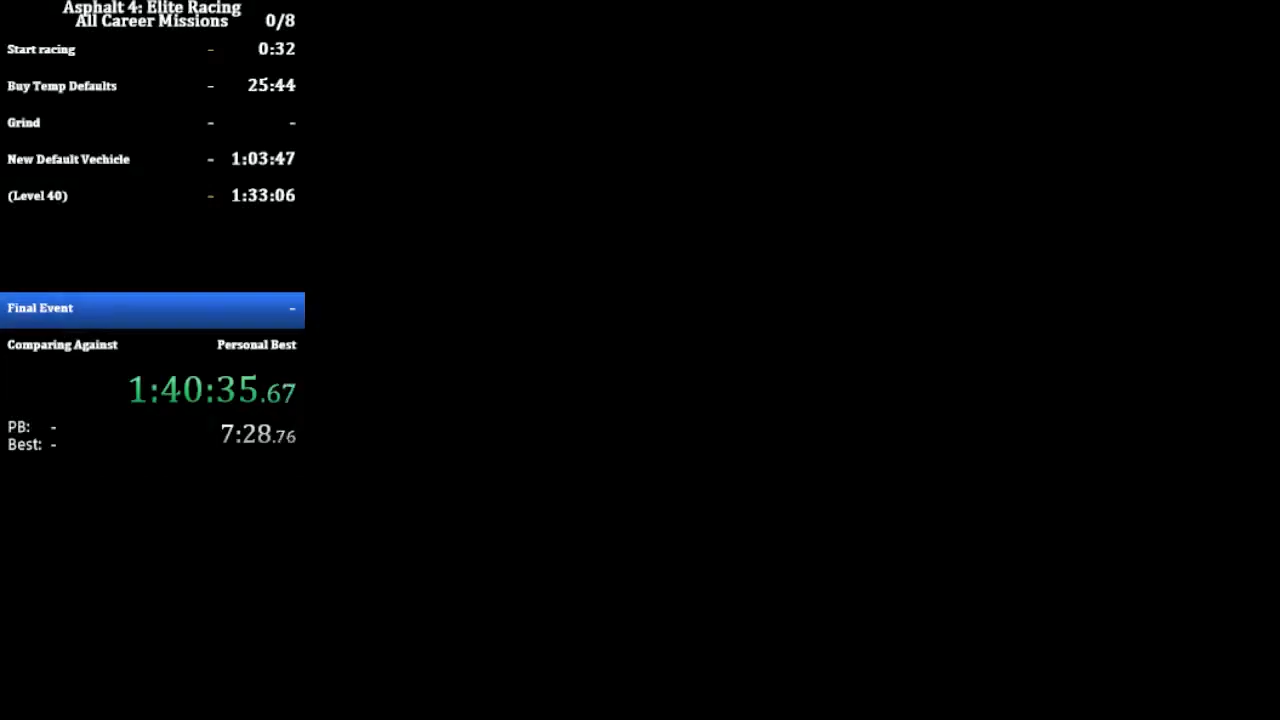 Asphalt 4: Elite Racing
All Career Missions 0/8
Start racing - 0:32
Buy Temp Defaults - 25:44
Grind - -
New Default Vechicle - 1:03:47
(Level 40) - 1:33:06
Final Event -
Comparing Against Personal Best
1:40:35.67
PB: - 7:28.76
Best: -